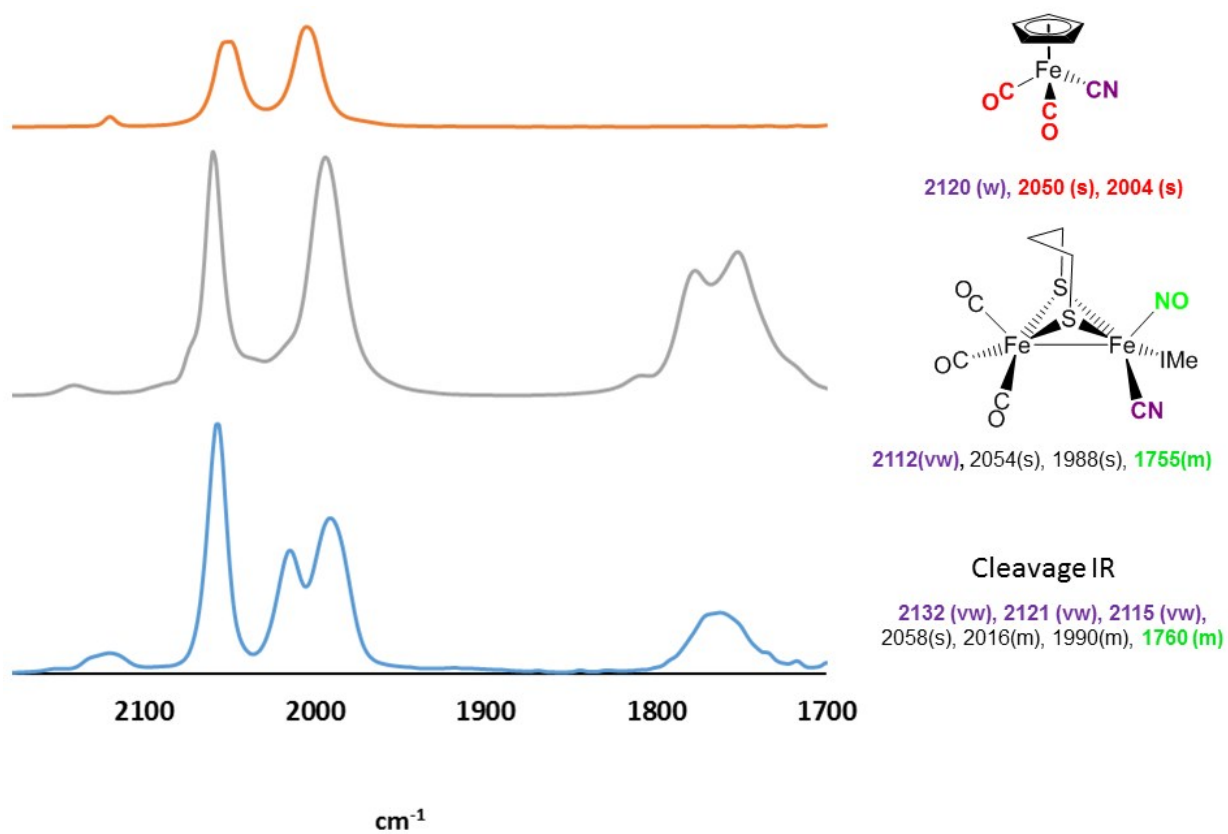 Fe
CN
OC
C
O
2120 (w), 2050 (s), 2004 (s)
S
S
O
C
NO
OC
Fe
Fe
IMe
C
O
CN
2112(vw), 2054(s), 1988(s), 1755(m)
Cleavage IR
2132 (vw), 2121 (vw), 2115 (vw),
2058(s), 2016(m), 1990(m), 1760 (m)
2100 2000 1900 1800 1700
cm-1